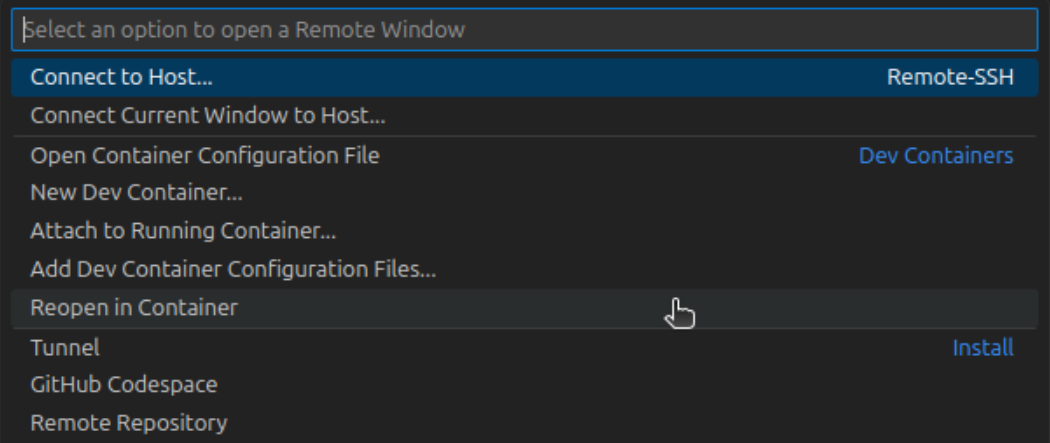 Select an option to open a Remote Window
Connect to Host... Remote-SSH
Connect Current Window to Host...
Open Container Configuration File Dev Containers
New Dev Container...
Attach to Running Container...
Add Dev Container Configuration Files...
Reopen in Container
Tunnel Install
GitHub Codespace
Remote Repository